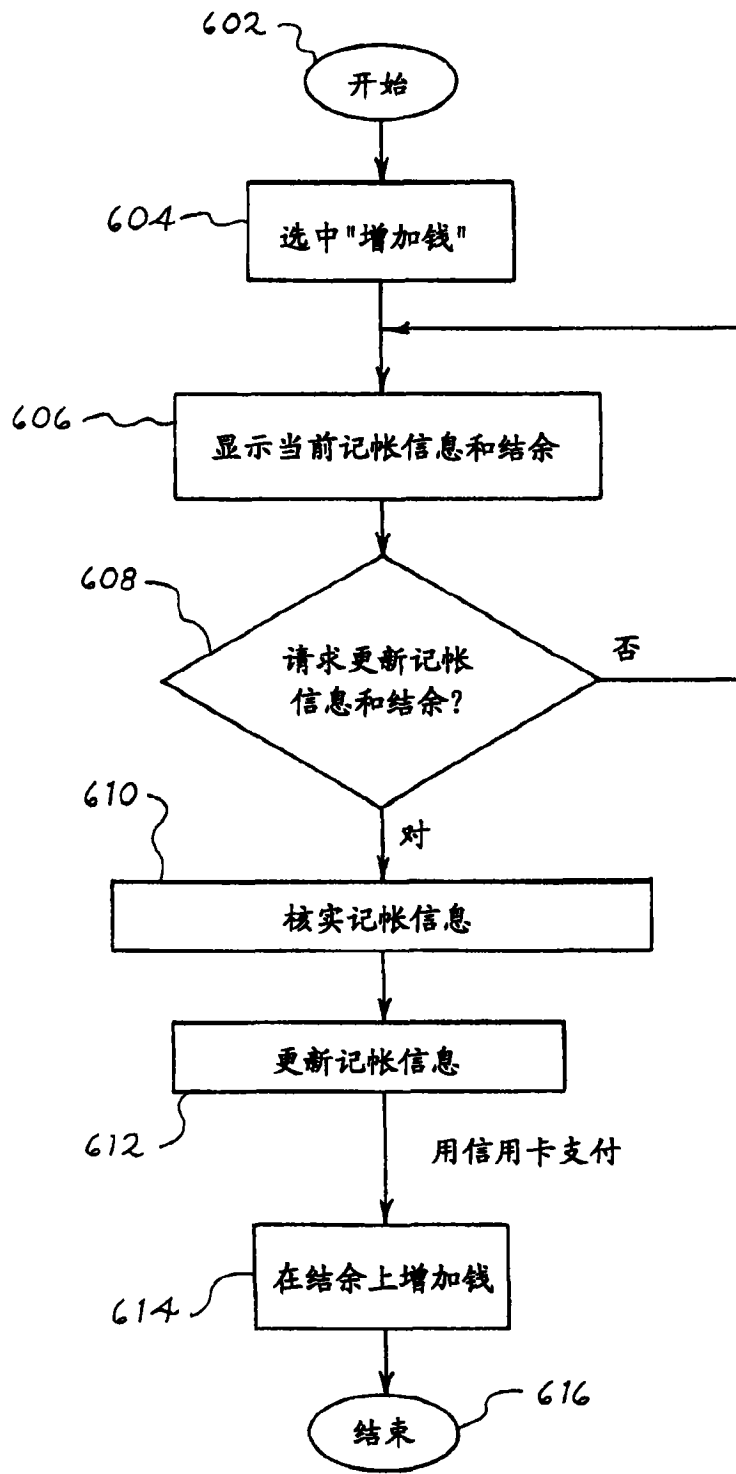 602
开始
604
选中"增加钱"
606
显示当前记帐信息和结余
608
请求更新记帐
信息和结余?
否
610
对
核实记帐信息
更新记帐信息
612
用信用卡支付
在结余上增加钱
614
616
结束